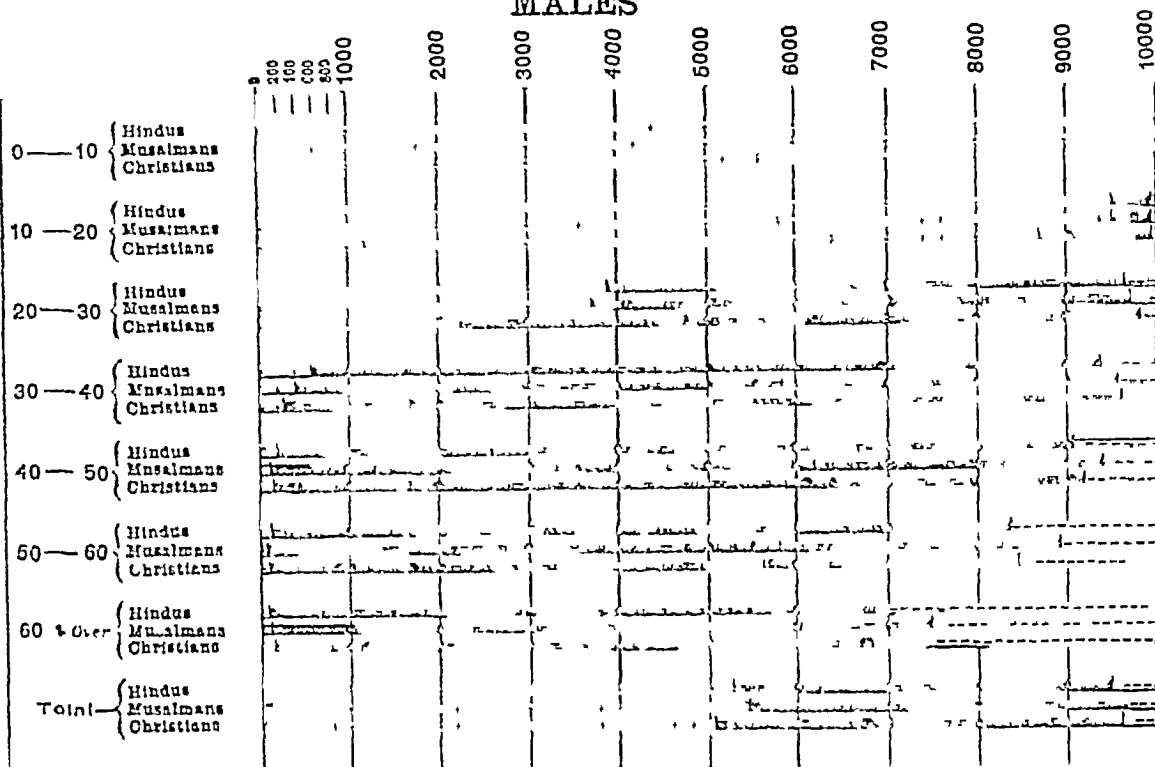 MALES
0 200 400 600 800 1000 2000 3000 4000 5000 6000 7000 8000 9000 10000
0—10 Hindus
Musalmans
Christians
10—20 Hindus
Musalmans
Christians
20—30 Hindus
Musalmans
Christians
30—40 Hindus
Musalmans
Christians
40—50 Hindus
Musalmans
Christians
50—60 Hindus
Musalmans
Christians
60 & Over Hindus
Musalmans
Christians
Total Hindus
Musalmans
Christians